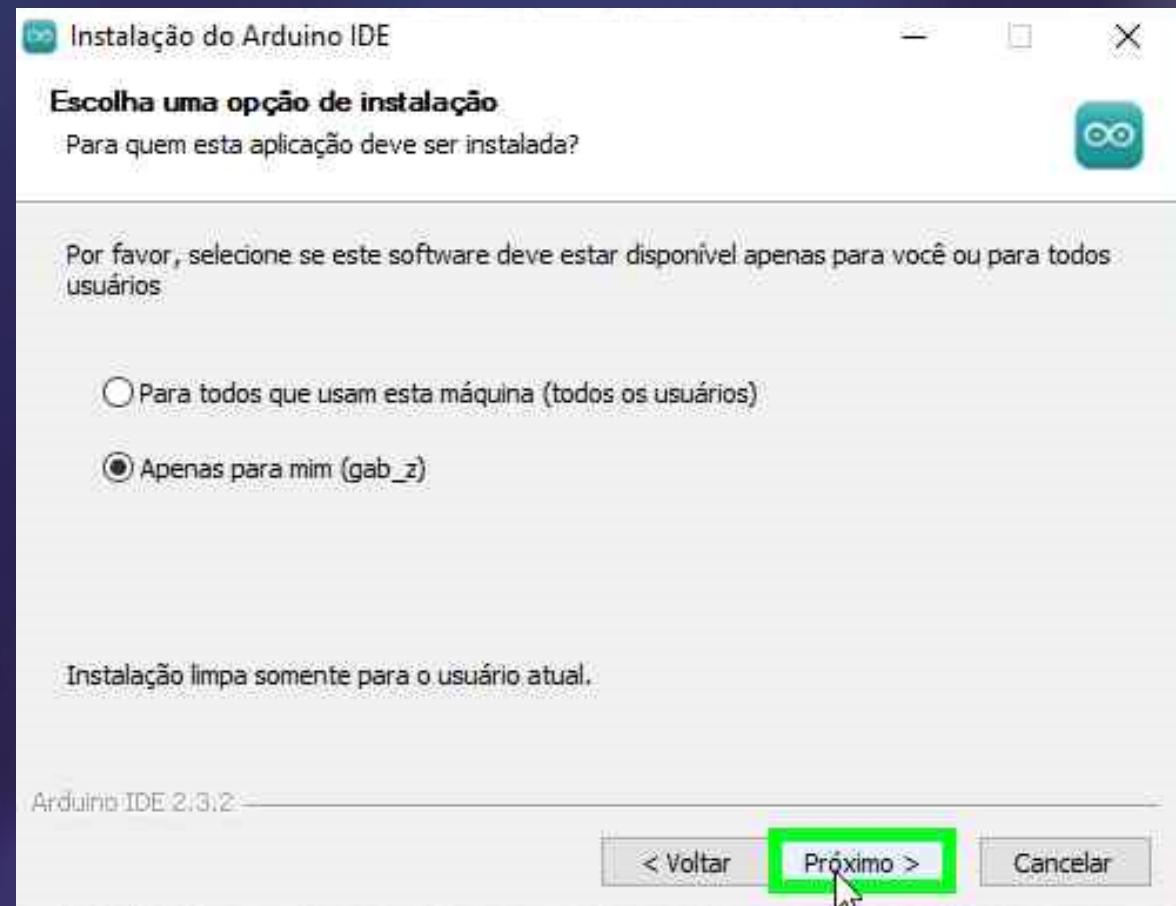 Instalação do Arduino IDE
Escolha uma opção de instalação
Para quem esta aplicação deve ser instalada?
Por favor, selecione se este software deve estar disponível apenas para você ou para todos
usuários
Para todos que usam esta máquina (todos os usuários)
Apenas para mim (gab_z)
Instalação limpa somente para o usuário atual.
Arduino IDE 2.3.2
< Voltar Próximo > Cancelar